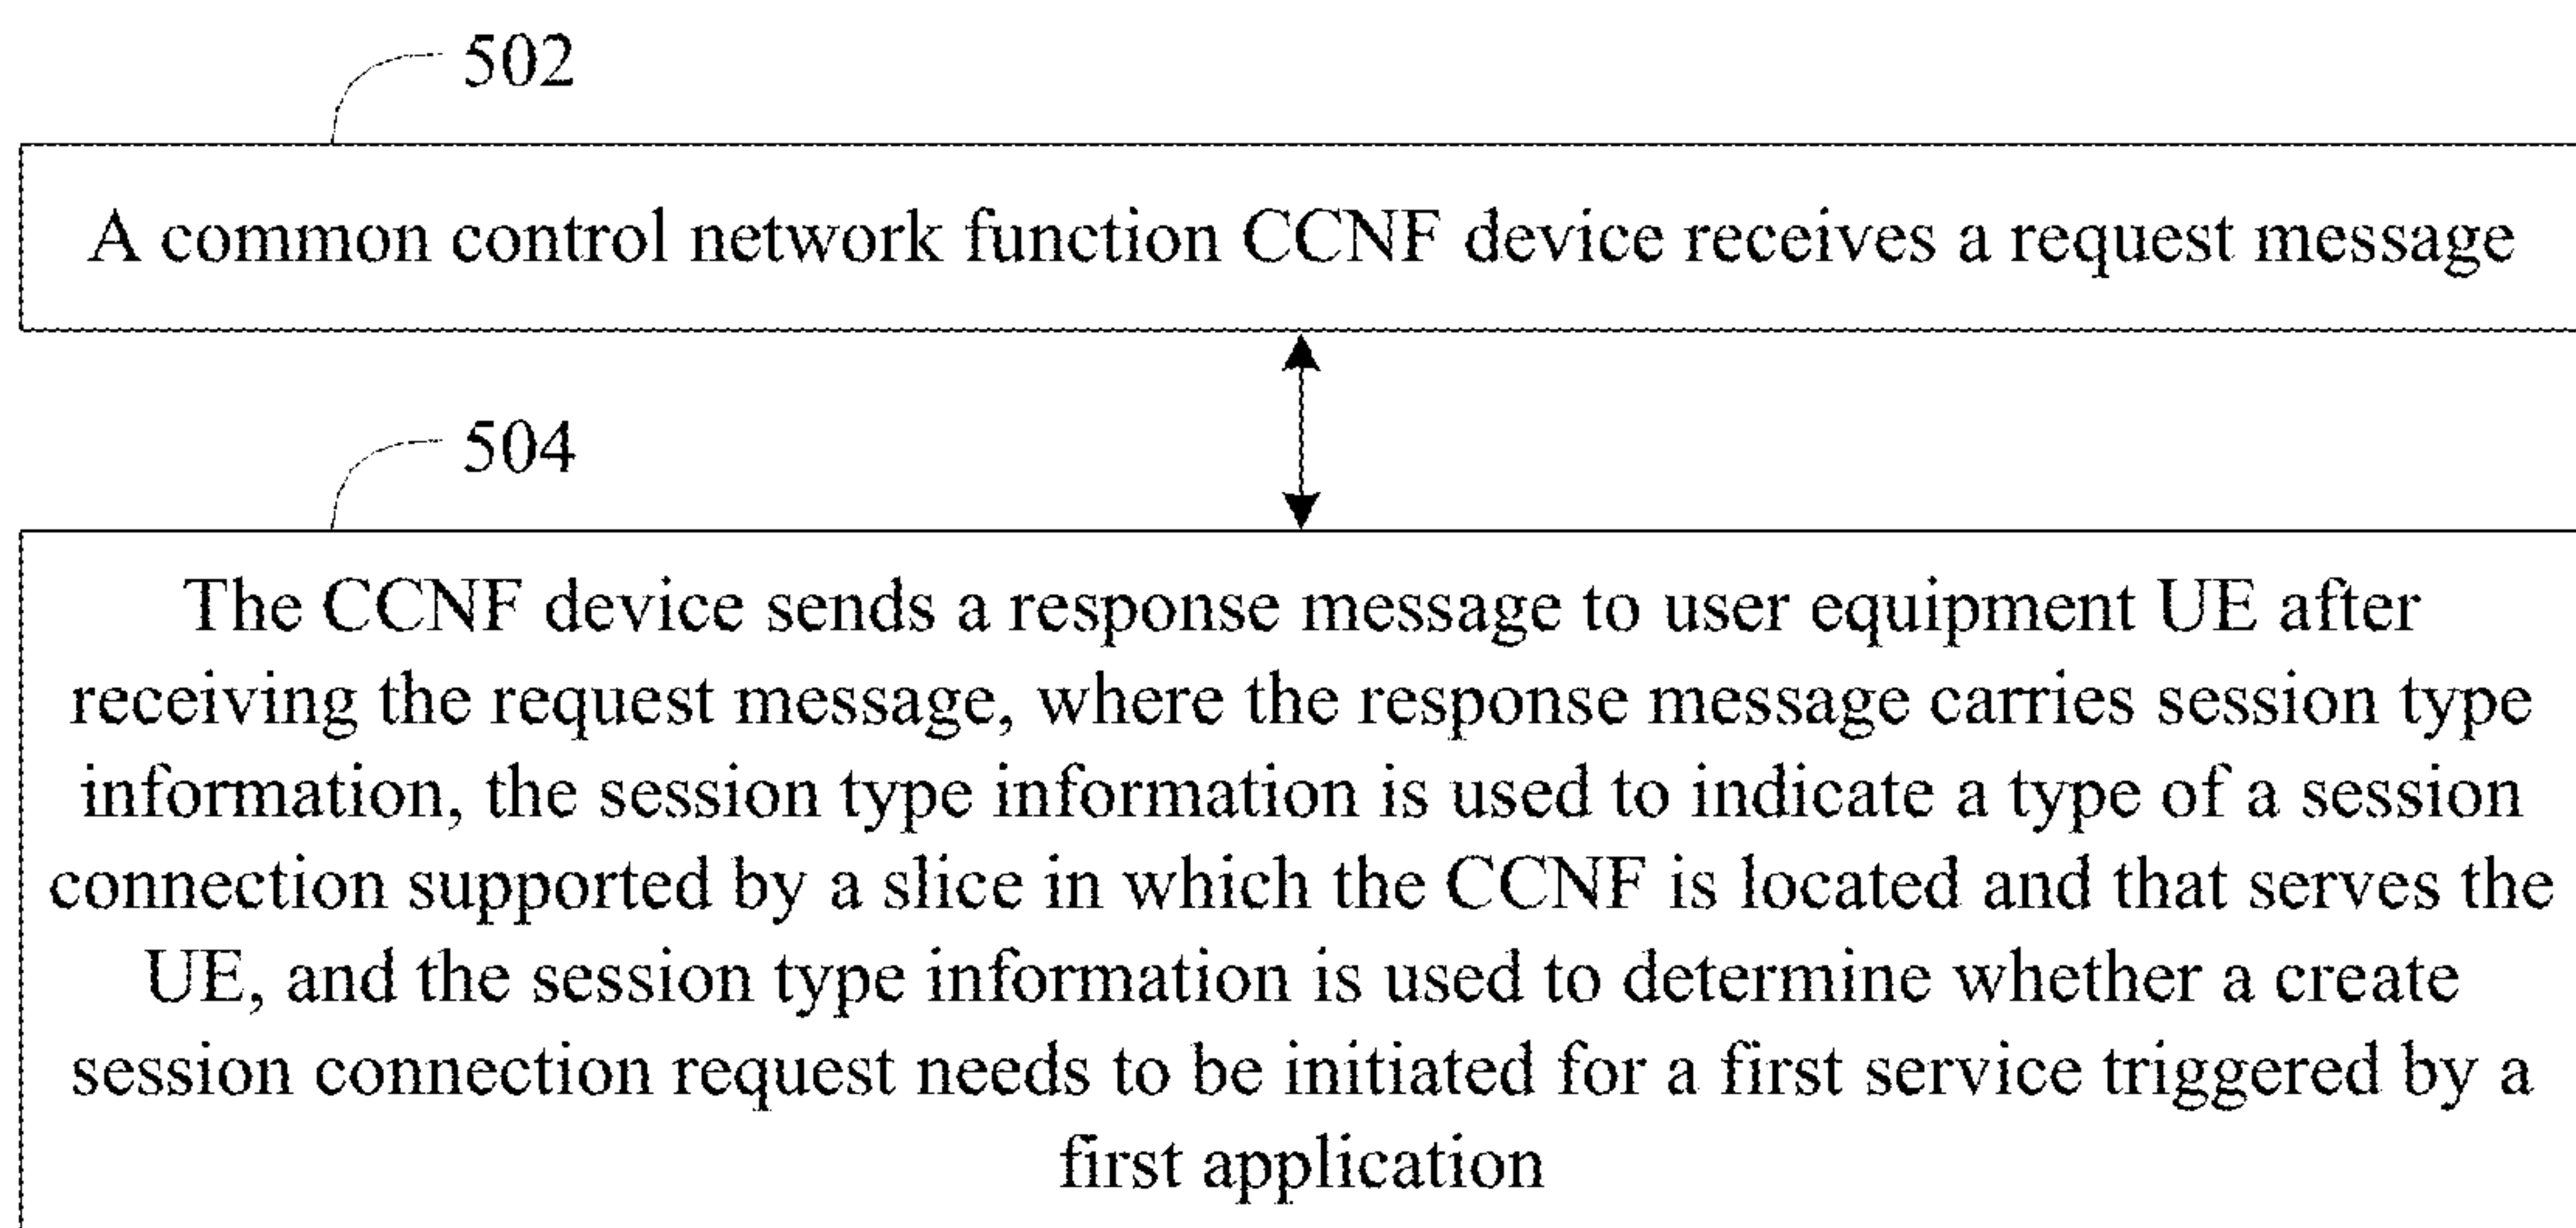 502
A common control network function CCNF device receives a request message
504
The CCNF device sends a response message to user equipment UE after
receiving the request message, where the response message carries session type
information, the session type information is used to indicate a type of a session
connection supported by a slice in which the CCNF is located and that serves the
UE, and the session type information is used to determine whether a create
session connection request needs to be initiated for a first service triggered by a
first application